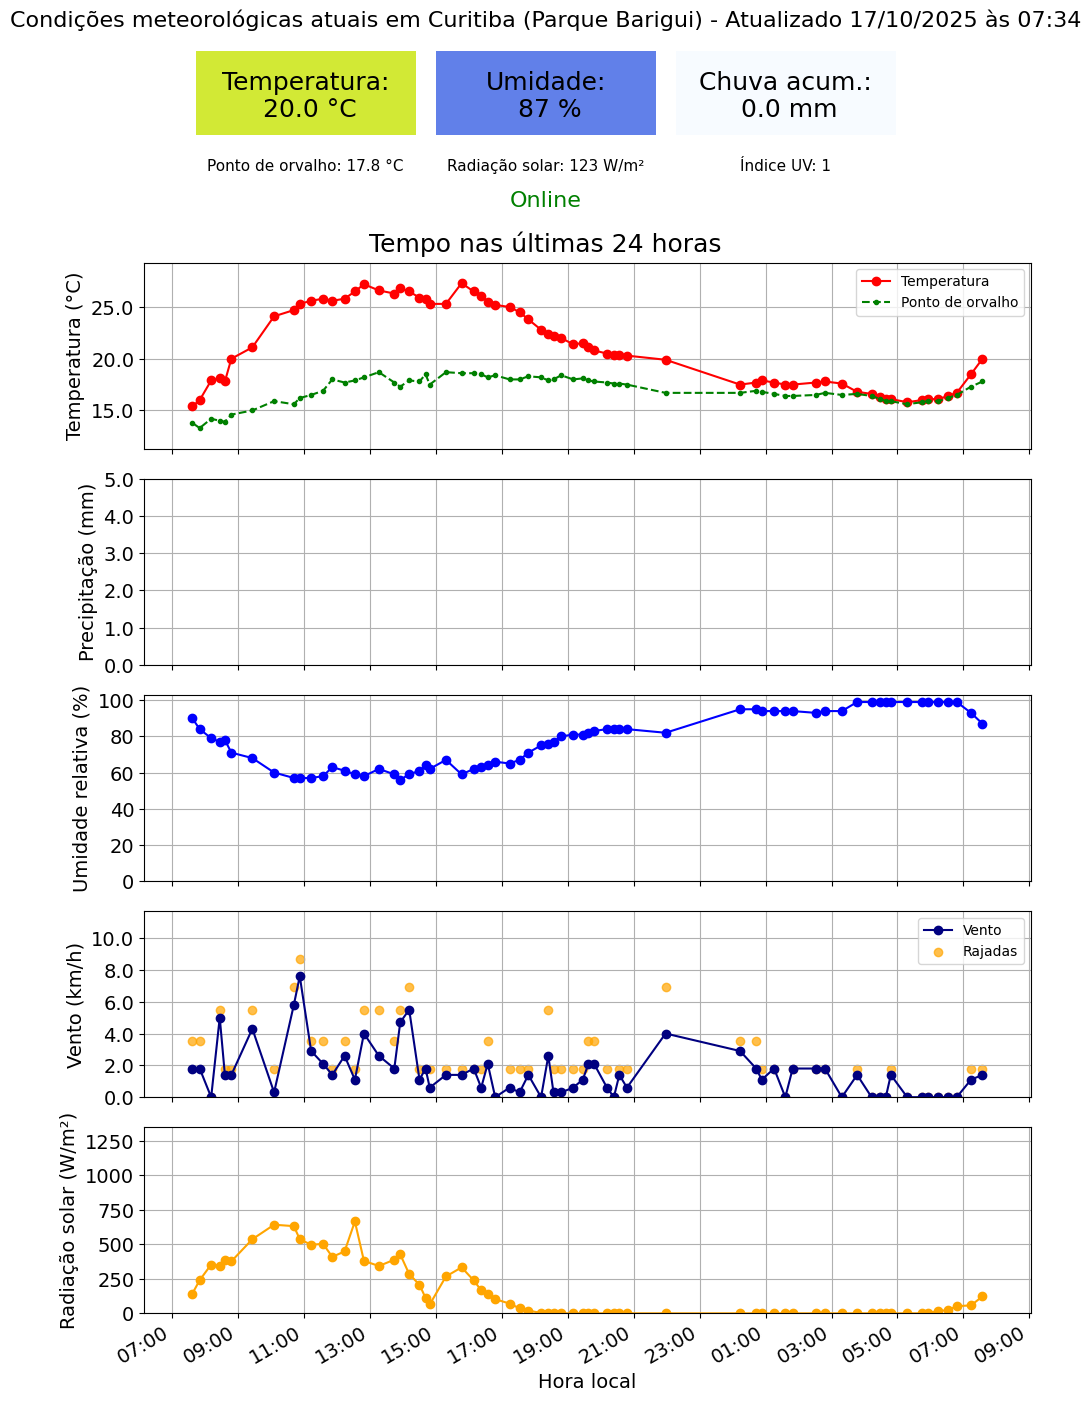 Condições meteorológicas atuais em Curitiba (Parque Barigui) - Atualizado 17/10/2025 às 07:34
Temperatura:
20.0 °C
Umidade:
87 %
Chuva acum.:
0.0 mm
Ponto de orvalho: 17.8 °C
Radiação solar: 123 W/m²
Índice UV: 1
Online
Tempo nas últimas 24 horas
Temperatura (°C)
25.0
20.0
15.0
Temperatura
Ponto de orvalho
Precipitação (mm)
5.0
4.0
3.0
2.0
1.0
0.0
Umidade relativa (%)
100
80
60
40
20
0
Vento (km/h)
10.0
8.0
6.0
4.0
2.0
0.0
Vento
Rajadas
Radiação solar (W/m²)
1250
1000
750
500
250
0
07:00
09:00
11:00
13:00
15:00
17:00
19:00
21:00
23:00
01:00
03:00
05:00
07:00
09:00
Hora local